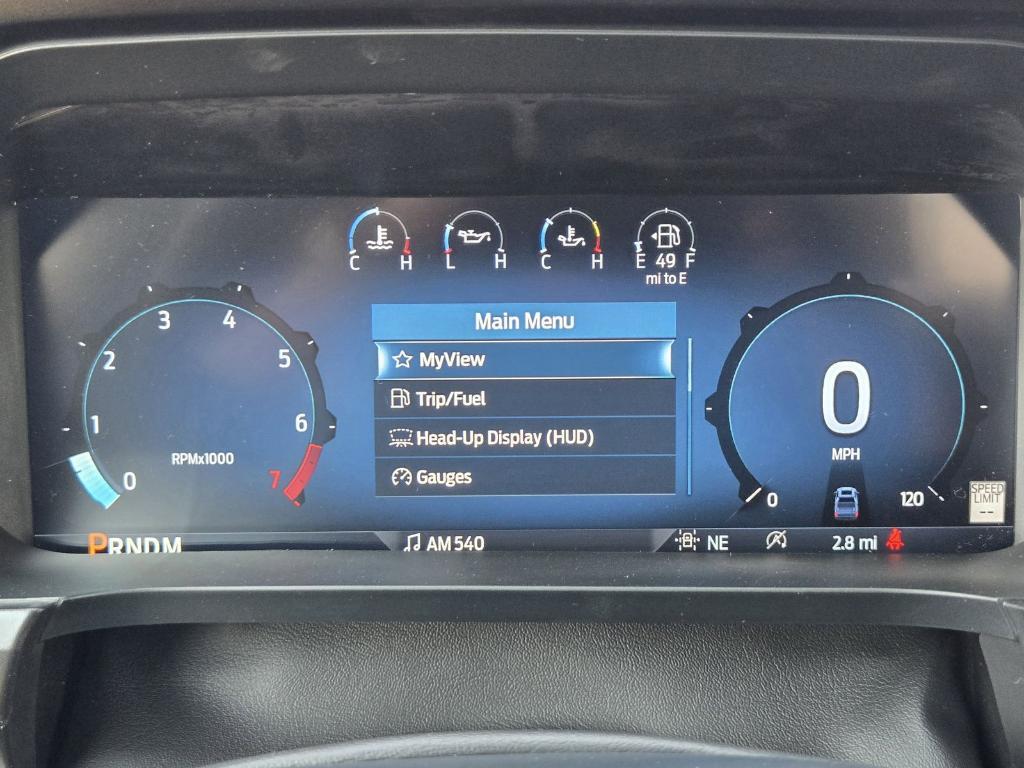 C H
L H
C H
E 49 F
mi to E
Main Menu
MyView
Trip/Fuel
Head-Up Display (HUD)
Gauges
0
1
2
3
4
5
6
7
RPMx1000
0
MPH
0
120
SPEED
LIMIT
--
PRNDM
AM 540
NE
2.8 mi